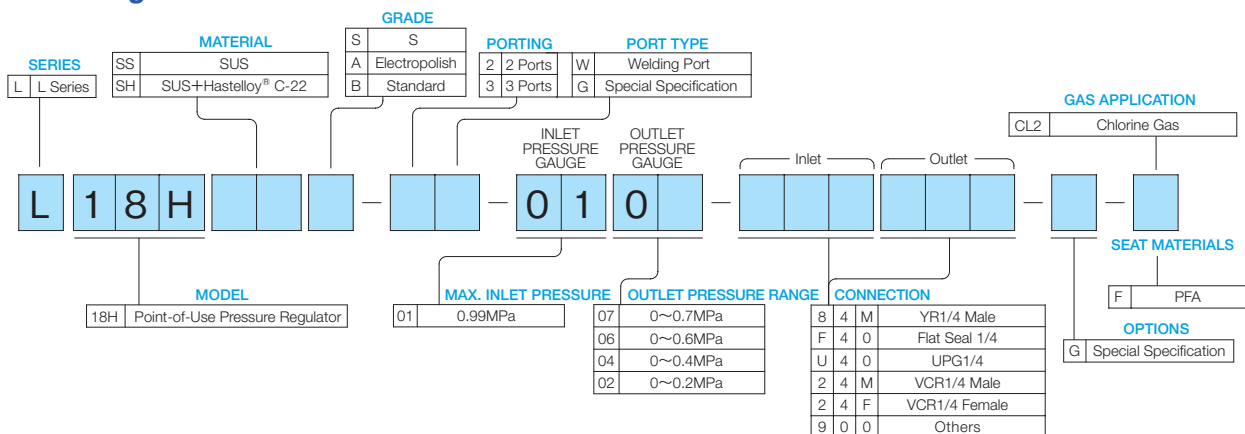 g
GRADE
S S
A Electropolish
B Standard
MATERIAL
SS SUS
SH SUS+Hastelloy® C-22
SERIES
L L Series
PORTING
2 2 Ports
3 3 Ports
PORT TYPE
W Welding Port
G Special Specification
GAS APPLICATION
CL2 Chlorine Gas
INLET
PRESSURE
GAUGE
OUTLET
PRESSURE
GAUGE
Inlet
Outlet
L 1 8 H — — 0 1 0 — — —
MODEL
18H Point-of-Use Pressure Regulator
MAX. INLET PRESSURE
01 0.99MPa
OUTLET PRESSURE RANGE
07 0~0.7MPa
06 0~0.6MPa
04 0~0.4MPa
02 0~0.2MPa
CONNECTION
8 4 M YR1/4 Male
F 4 0 Flat Seal 1/4
U 4 0 UPG1/4
2 4 M VCR1/4 Male
2 4 F VCR1/4 Female
9 0 0 Others
SEAT MATERIALS
F PFA
OPTIONS
G Special Specification